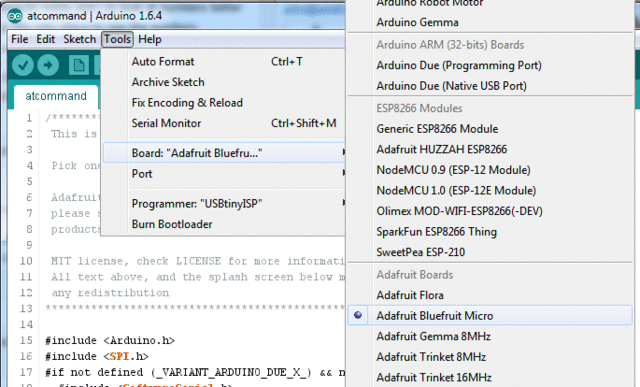 atcommand | Arduino 1.6.4
File Edit Sketch Tools Help
atcommand
Auto Format Ctrl+T
Archive Sketch
Fix Encoding & Reload
Serial Monitor Ctrl+Shift+M
Board: "Adafruit Bluefru..."
Port
Programmer: "USBtinyISP"
Burn Bootloader
Arduino Robot Motor
Arduino Gemma
Arduino ARM (32-bits) Boards
Arduino Due (Programming Port)
Arduino Due (Native USB Port)
ESP8266 Modules
Generic ESP8266 Module
Adafruit HUZZAH ESP8266
NodeMCU 0.9 (ESP-12 Module)
NodeMCU 1.0 (ESP-12E Module)
Olimex MOD-WIFI-ESP8266(-DEV)
SparkFun ESP8266 Thing
SweetPea ESP-210
Adafruit Boards
Adafruit Flora
Adafruit Bluefruit Micro
Adafruit Gemma 8MHz
Adafruit Trinket 8MHz
Adafruit Trinket 16MHz
1 /*********
2 This is
3
4 Pick one
5
6 Adafruit
7 please s
8 products
9
10 MIT license, check LICENSE for more informati
11 All text above, and the splash screen below m
12 any redistribution
13 *********************************************
14
15 #include <Arduino.h>
16 #include <SPI.h>
17 #if not defined (_VARIANT_ARDUINO_DUE_X_) && n
18 #include <SoftwareSerial.h>